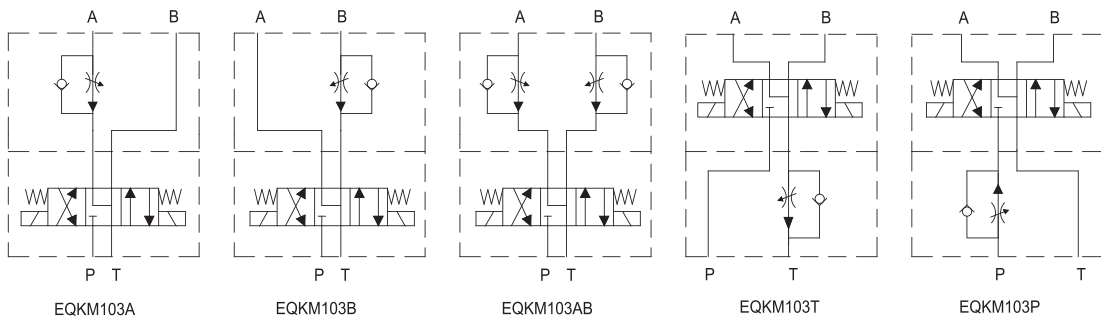 A B A B A B A B A B
P T P T P T P T P T
EQKM103A EQKM103B EQKM103AB EQKM103T EQKM103P